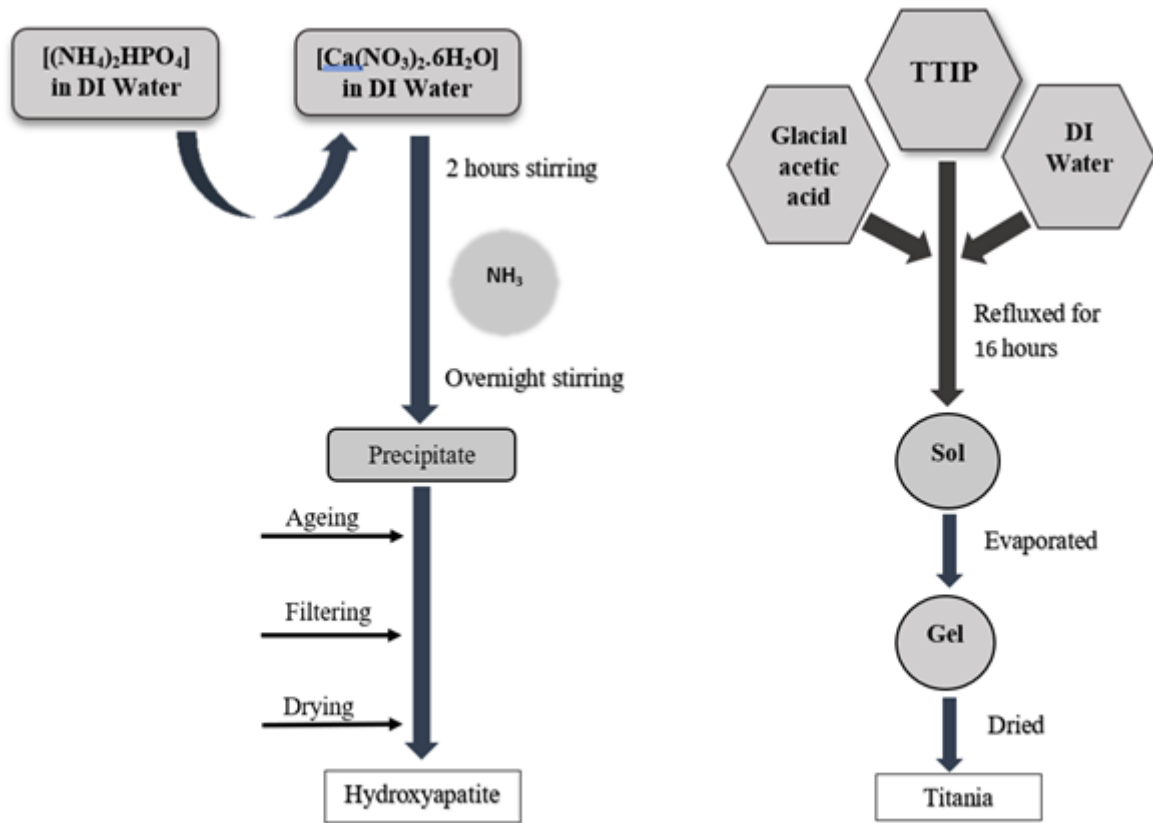 [(NH₄)₂HPO₄]
in DI Water
[Ca(NO₃)₂.6H₂O]
in DI Water
2 hours stirring
NH₃
Overnight stirring
Precipitate
Ageing
Filtering
Drying
Hydroxyapatite
TTIP
Glacial
acetic
acid
DI
Water
Refluxed for
16 hours
Sol
Evaporated
Gel
Dried
Titania